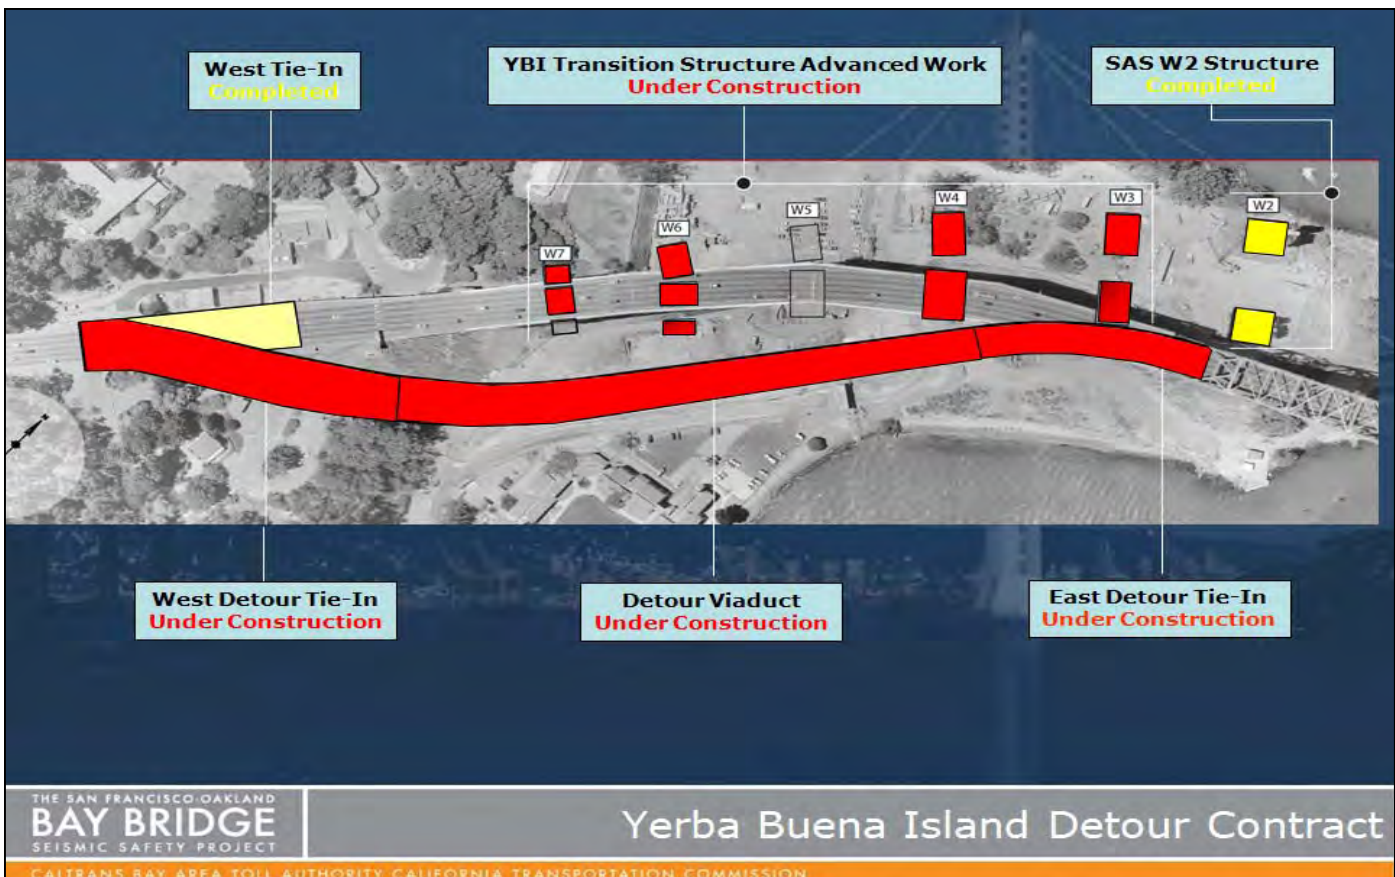 West Tie-In
Completed
YBI Transition Structure Advanced Work
Under Construction
SAS W2 Structure
Completed
W7
W6
W5
W4
W3
W2
West Detour Tie-In
Under Construction
Detour Viaduct
Under Construction
East Detour Tie-In
Under Construction
THE SAN FRANCISCO-OAKLAND
BAY BRIDGE
SEISMIC SAFETY PROJECT
Yerba Buena Island Detour Contract
CALTRANS BAY AREA TOLL AUTHORITY CALIFORNIA TRANSPORTATION COMMISSION